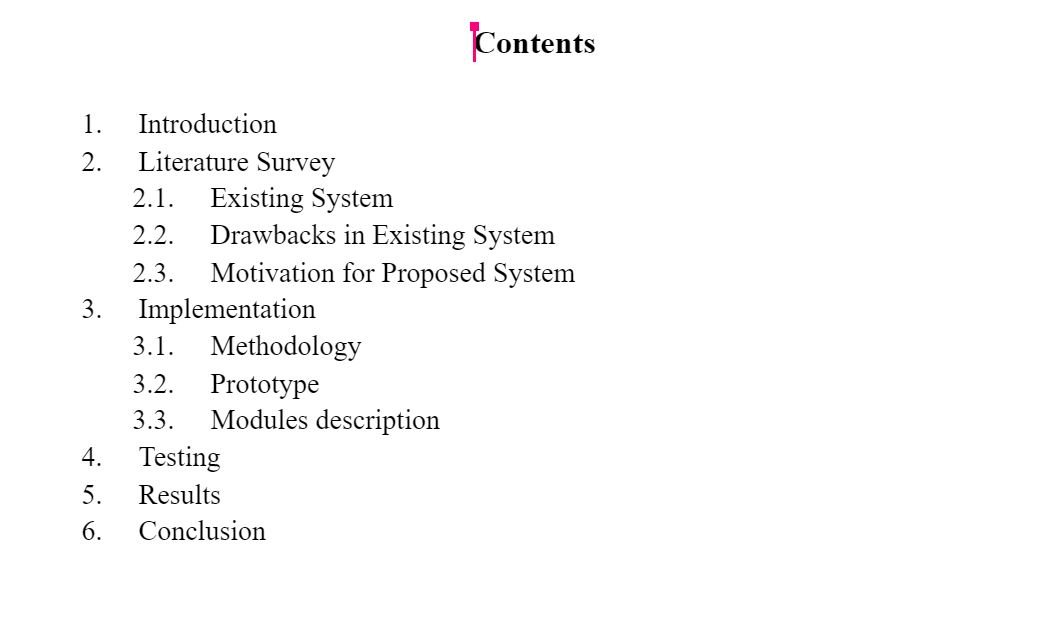 Contents
1. Introduction
2. Literature Survey
2.1. Existing System
2.2. Drawbacks in Existing System
2.3. Motivation for Proposed System
3. Implementation
3.1. Methodology
3.2. Prototype
3.3. Modules description
4. Testing
5. Results
6. Conclusion